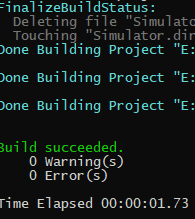 FinalizeBuildStatus:
Deleting file "Simulato
Touching "Simulator.dir
Done Building Project "E:
Done Building Project "E:
Done Building Project "E:
Build succeeded.
0 Warning(s)
0 Error(s)
Time Elapsed 00:00:01.73